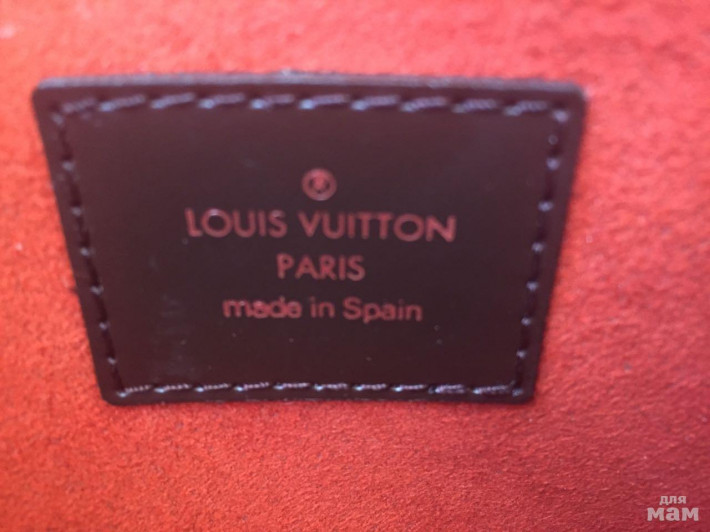 ®
LOUIS VUITTON
PARIS
made in Spain
для
мам